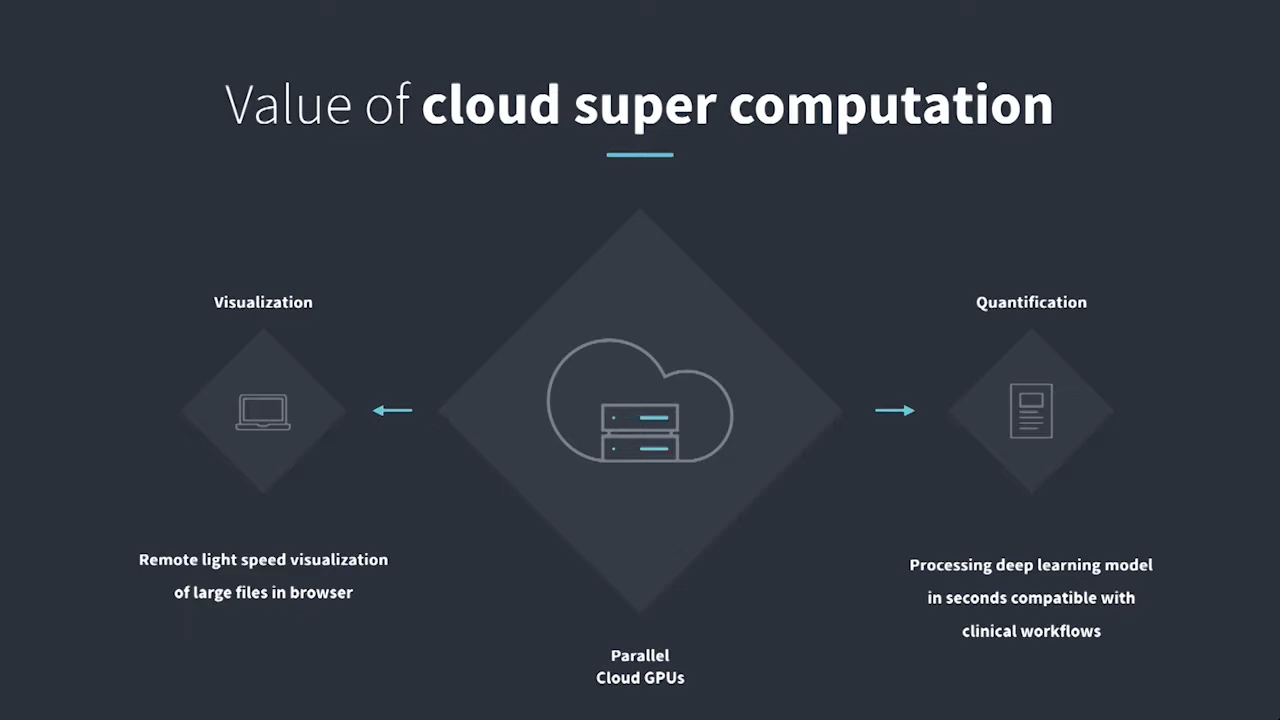 Value of cloud super computation
Visualization
Quantification
Remote light speed visualization
of large files in browser
Processing deep learning model
in seconds compatible with
clinical workflows
Parallel
Cloud GPUs